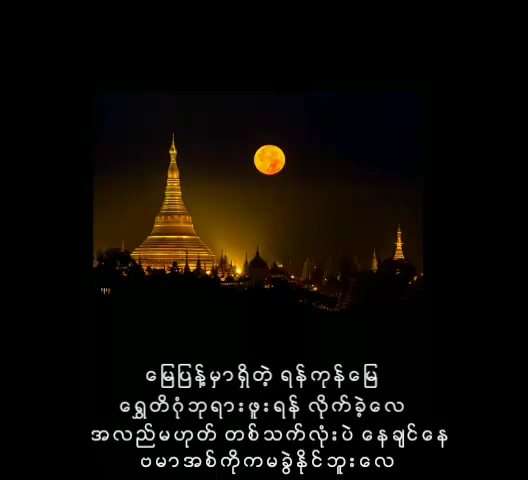 မြေပြန့်မှာရှိတဲ့ ရန်ကုန်မြေ
ရွှေတိဂုံဘုရားဖူးရန် လိုက်ခဲ့လေ
အလည်မဟုတ် တစ်သက်လုံးပဲ နေချင်နေ
ဗမာအစ်ကိုကမခွဲနိုင်ဘူးလေ